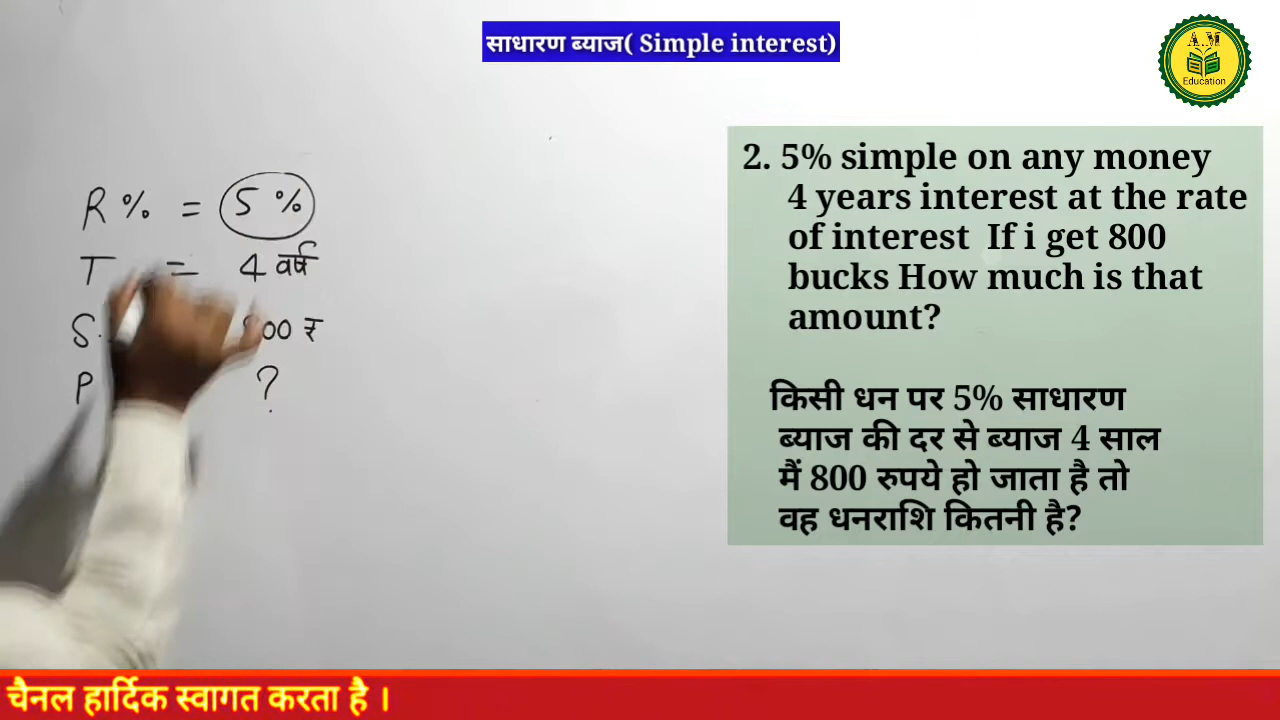 साधारण ब्याज( Simple interest)
A..M
Education
R % = 5 %
T = 4 वर्ष
S. 00 ₹
P ?
2. 5% simple on any money
4 years interest at the rate
of interest If i get 800
bucks How much is that
amount?
किसी धन पर 5% साधारण
ब्याज की दर से ब्याज 4 साल
मैं 800 रुपये हो जाता है तो
वह धनराशि कितनी है?
चैनल हार्दिक स्वागत करता है ।